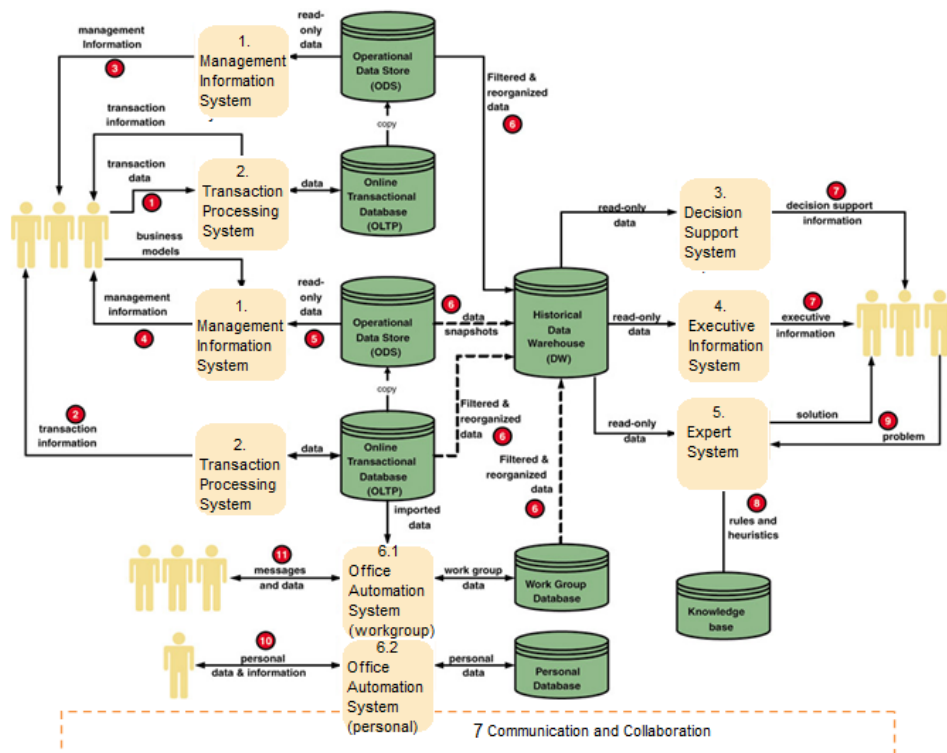 management
Information
3
read-
only
data
1.
Management
Information
System
Operational
Data Store
(ODS)
Filtered &
reorganized
data
6
transaction
information
copy
transaction
data
1
2.
Transaction
Processing
System
data
Online
Transactional
Database
(OLTP)
3.
Decision
Support
System
7
decision support
information
read-only
data
business
models
management
information
4
1.
Management
Information
System
read-
only
data
5
Operational
Data Store
(ODS)
6
data
snapshots
Historical
Data
Warehouse
(DW)
read-only
data
4.
Executive
Information
System
7
executive
information
copy
2
transaction
information
2.
Transaction
Processing
System
data
Online
Transactional
Database
(OLTP)
Filtered &
reorganized
data
6
read-only
data
5.
Expert
System
solution
9
problem
Filtered &
reorganized
data
6
8
rules and
heuristics
imported
data
11
messages
and data
6.1
Office
Automation
System
(workgroup)
work group
data
Work Group
Database
Knowledge
base
10
personal
data & information
6.2
Office
Automation
System
(personal)
personal
data
Personal
Database
7 Communication and Collaboration